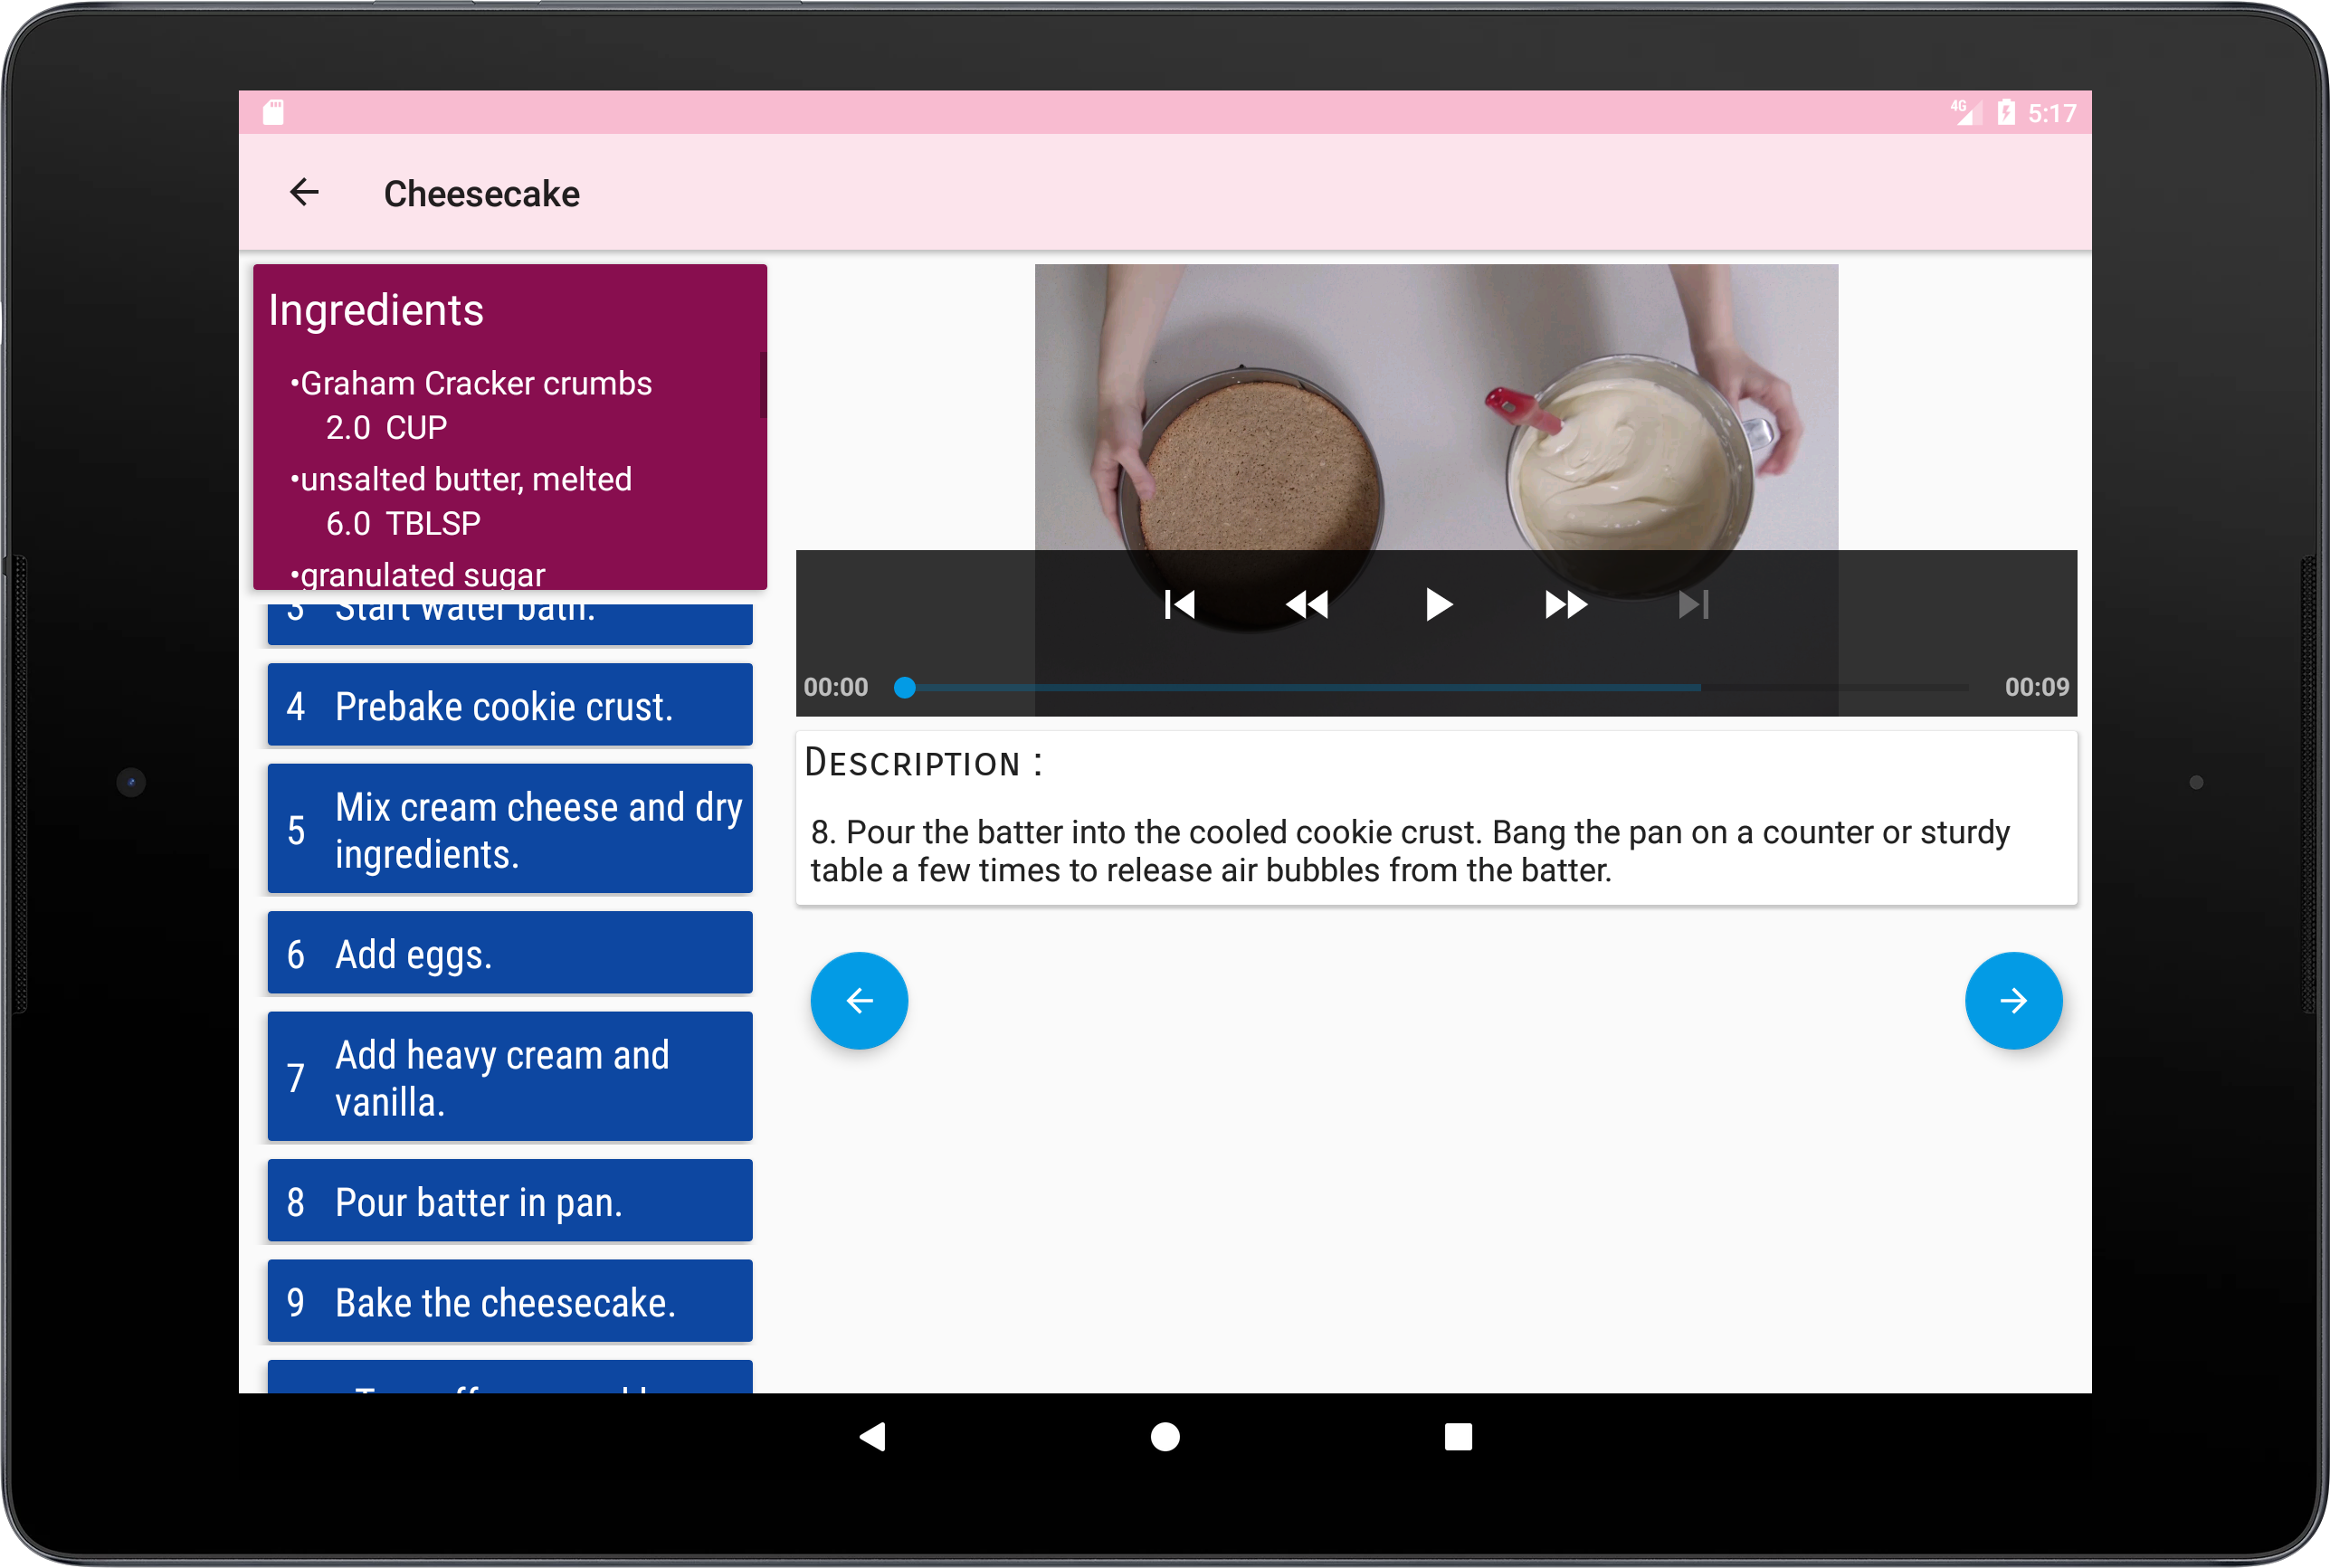 4G 5:17
Cheesecake
Ingredients
•Graham Cracker crumbs
2.0 CUP
•unsalted butter, melted
6.0 TBLSP
•granulated sugar
3 Start water bath.
4 Prebake cookie crust.
5 Mix cream cheese and dry
ingredients.
6 Add eggs.
7 Add heavy cream and
vanilla.
8 Pour batter in pan.
9 Bake the cheesecake.
00:00 00:09
DESCRIPTION :
8. Pour the batter into the cooled cookie crust. Bang the pan on a counter or sturdy
table a few times to release air bubbles from the batter.